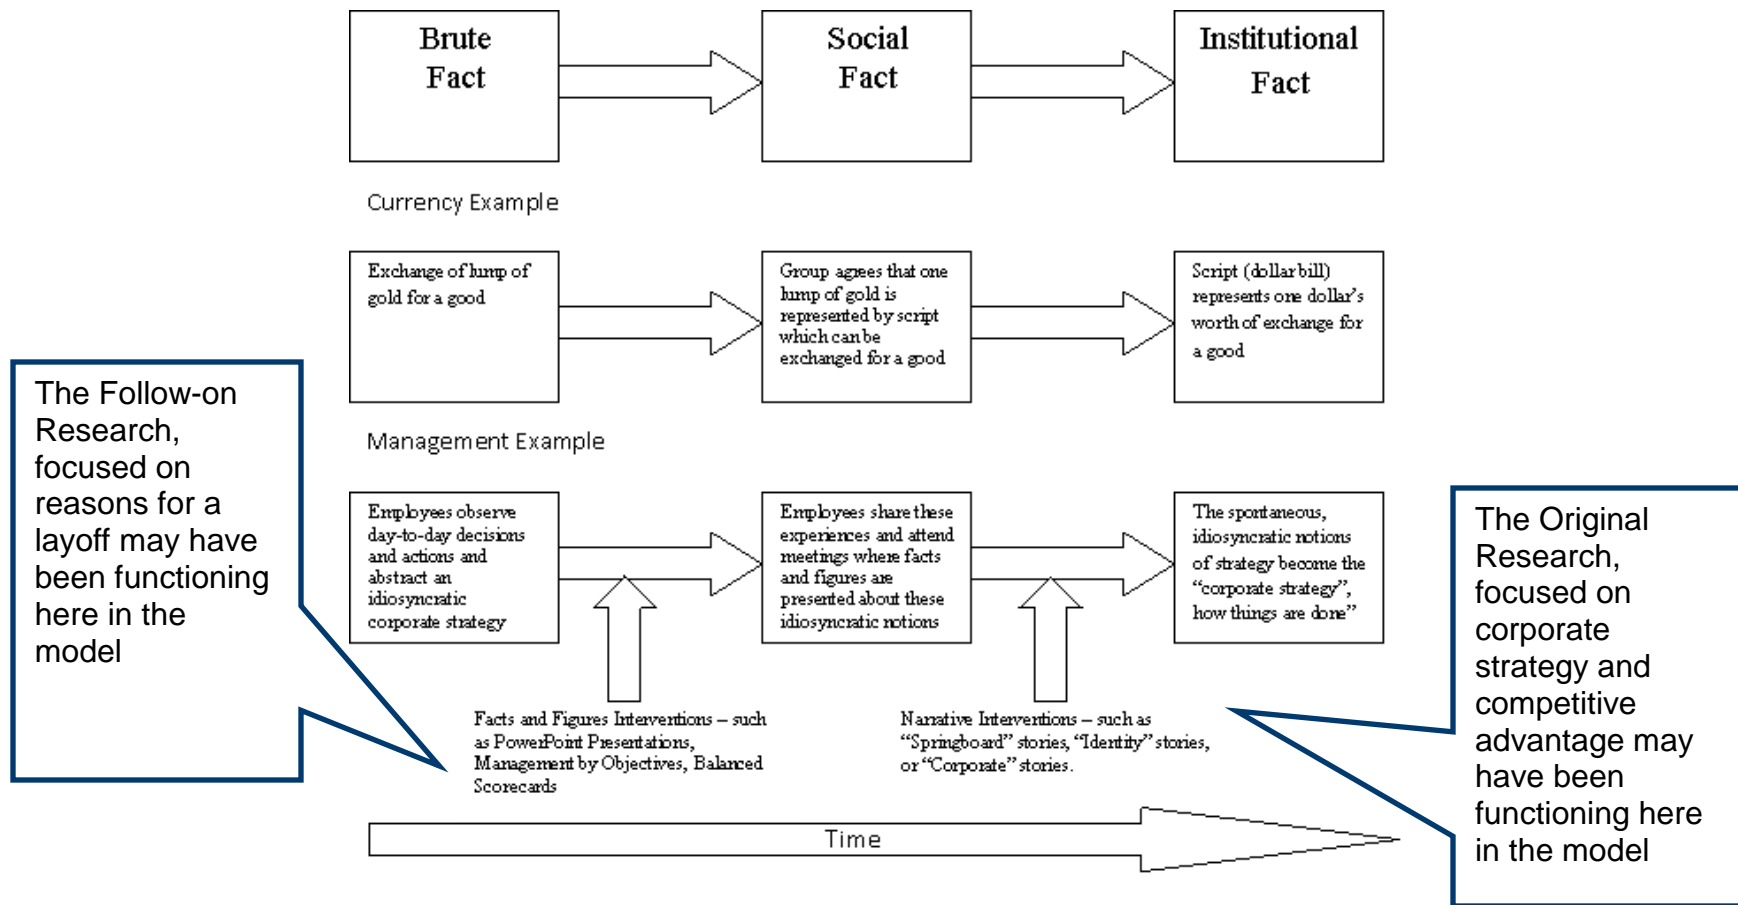 Brute
Fact
Social
Fact
Institutional
Fact
Currency Example
Exchange of lump of
gold for a good
Group agrees that one
lump of gold is
represented by script
which can be
exchanged for a good
Script (dollar bill)
represents one dollar's
worth of exchange for
a good
Management Example
The Follow-on
Research,
focused on
reasons for a
layoff may have
been functioning
here in the
model
Employees observe
day-to-day decisions
and actions and
abstract an
idiosyncratic
corporate strategy
Employees share these
experiences and attend
meetings where facts
and figures are
presented about these
idiosyncratic notions
The spontaneous,
idiosyncratic notions
of strategy become the
“corporate strategy”,
how things are done”
The Original
Research,
focused on
corporate
strategy and
competitive
advantage may
have been
functioning here
in the model
Facts and Figures Interventions – such
as PowerPoint Presentations,
Management by Objectives, Balanced
Scorecards
Narrative Interventions – such as
“Springboard” stories, “Identity” stories,
or “Corporate” stories.
Time